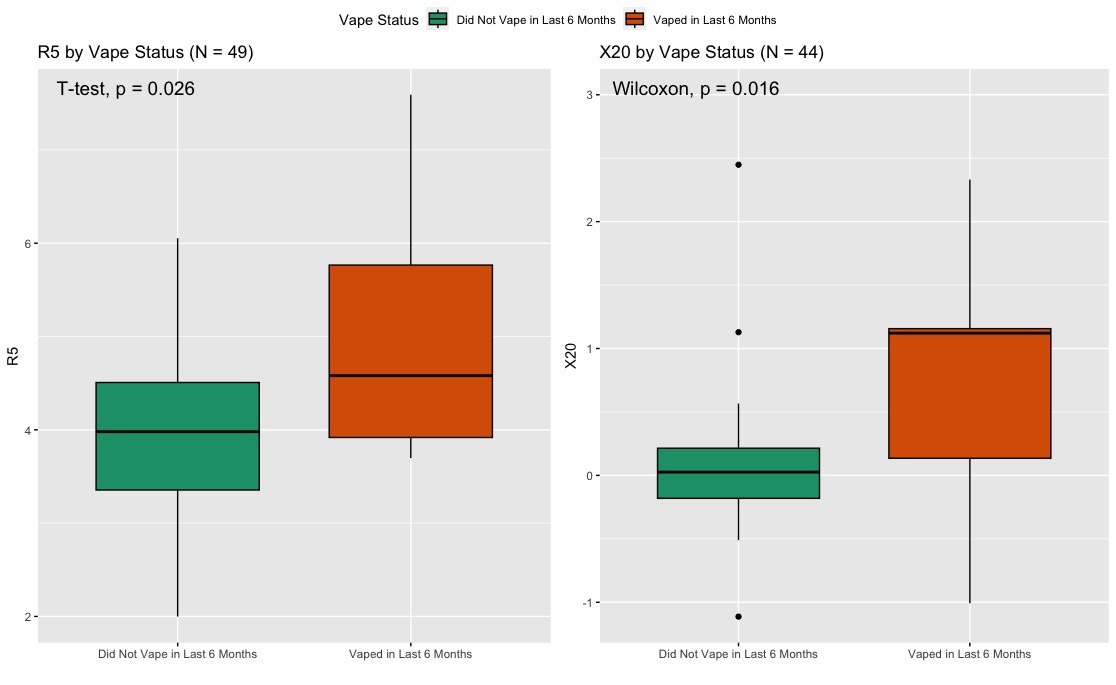 Vape Status Did Not Vape in Last 6 Months Vaped in Last 6 Months
R5 by Vape Status (N = 49)
T-test, p = 0.026
R5
6
4
2
Did Not Vape in Last 6 Months Vaped in Last 6 Months
X20 by Vape Status (N = 44)
Wilcoxon, p = 0.016
X20
3
2
1
0
-1
Did Not Vape in Last 6 Months Vaped in Last 6 Months